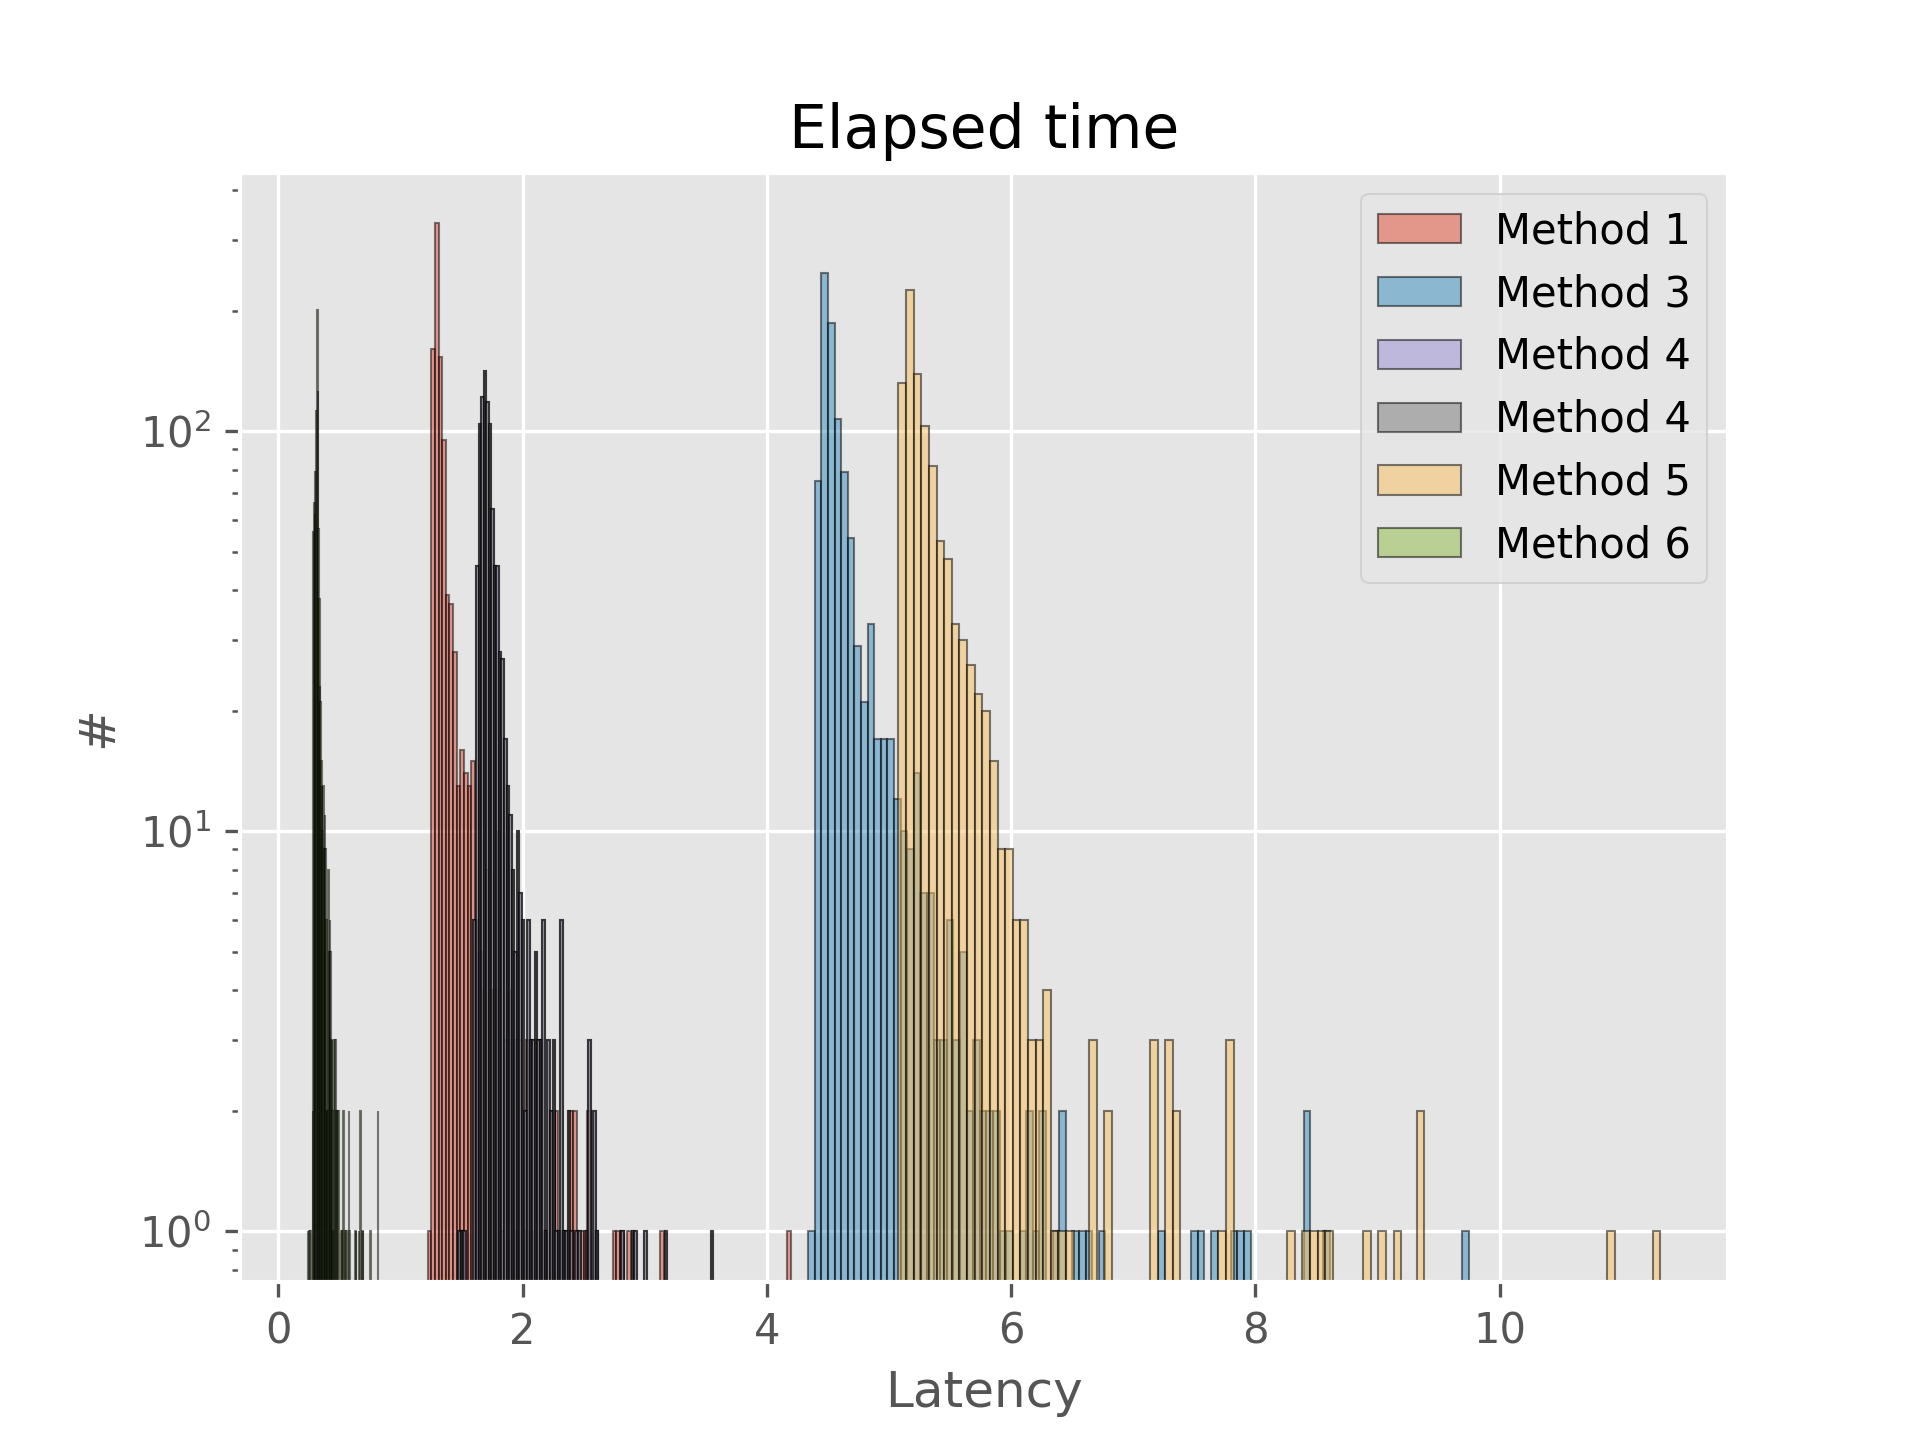 Elapsed time
Method 1
Method 3
Method 4
Method 4
Method 5
Method 6
#
10²
10¹
10⁰
0 2 4 6 8 10
Latency